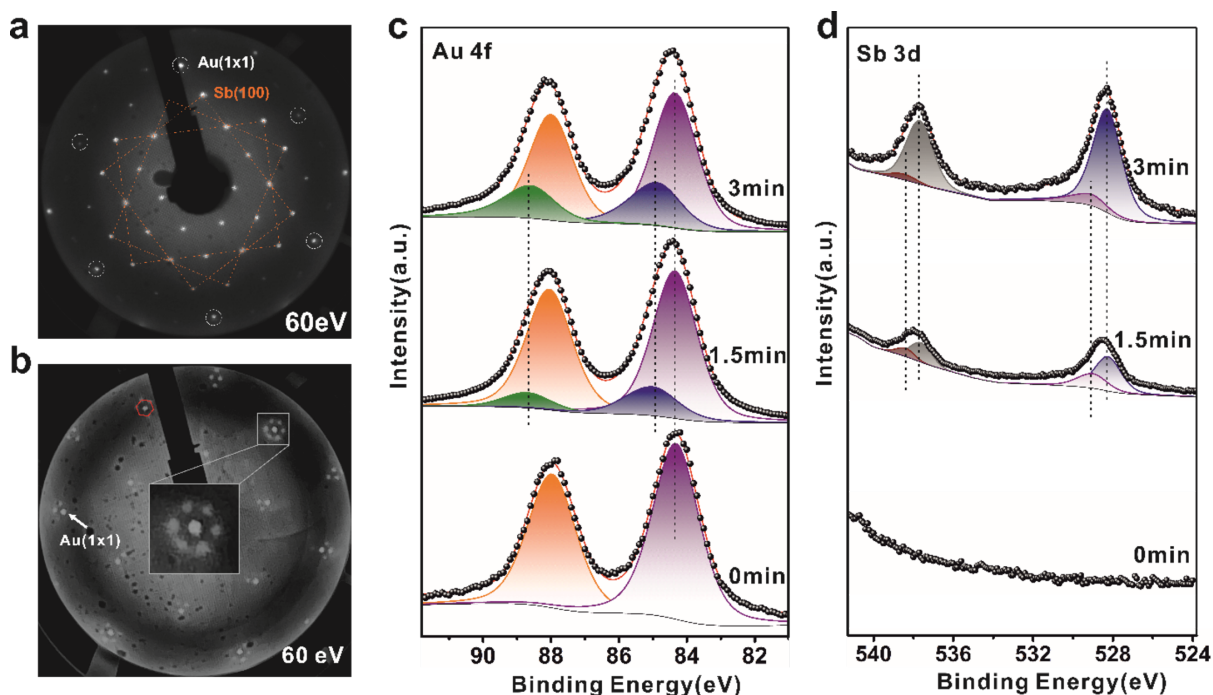 a
Au(1x1)
Sb(100)
60eV
b
Au(1x1)
60 eV
c
Au 4f
3min
1.5min
0min
Intensity(a.u.)
90 88 86 84 82
Binding Energy(eV)
d
Sb 3d
3min
1.5min
0min
Intensity(a.u.)
540 536 532 528 524
Binding Energy(eV)